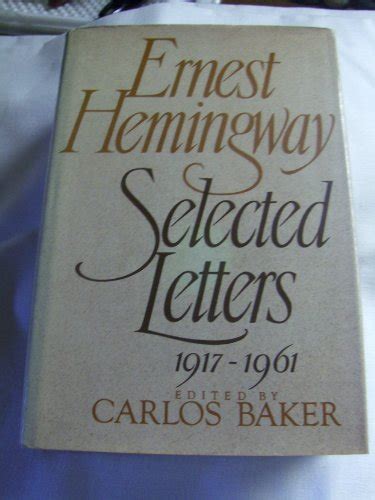 Ernest
Hemingway
Selected
Letters
1917-1961
EDITED BY
CARLOS BAKER